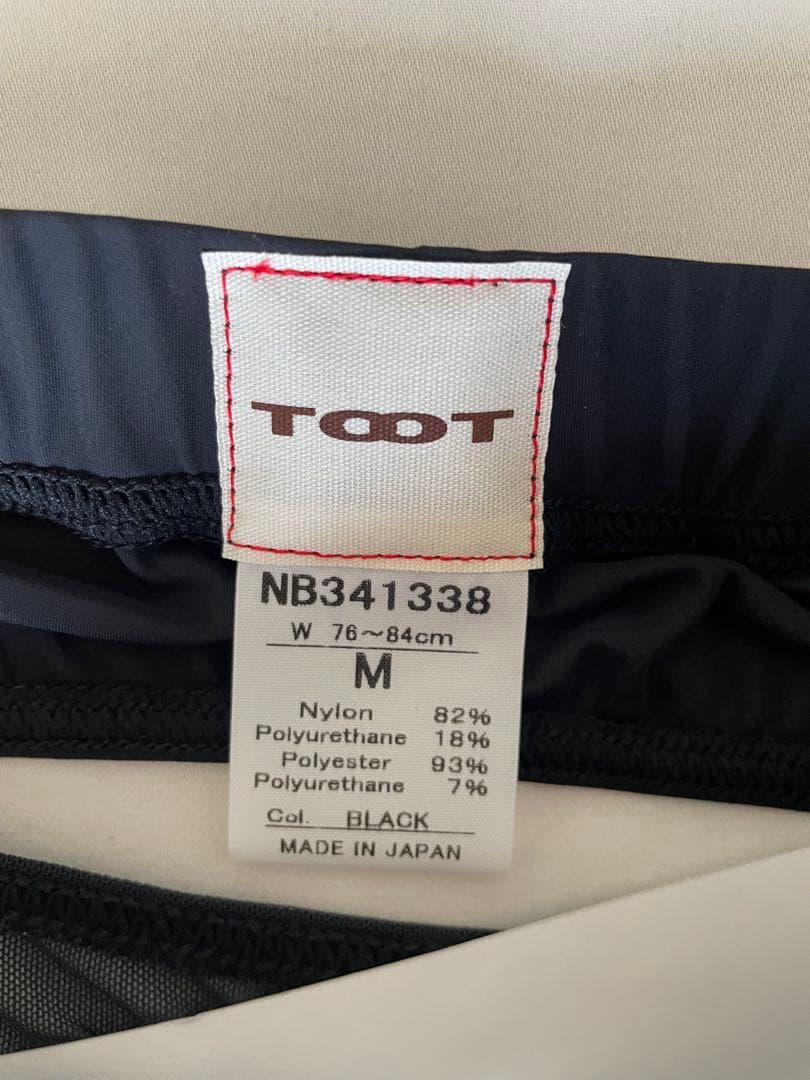 TOOT
NB341338
W 76～84cm
M
Nylon 82%
Polyurethane 18%
Polyester 93%
Polyurethane 7%
Col. BLACK
MADE IN JAPAN